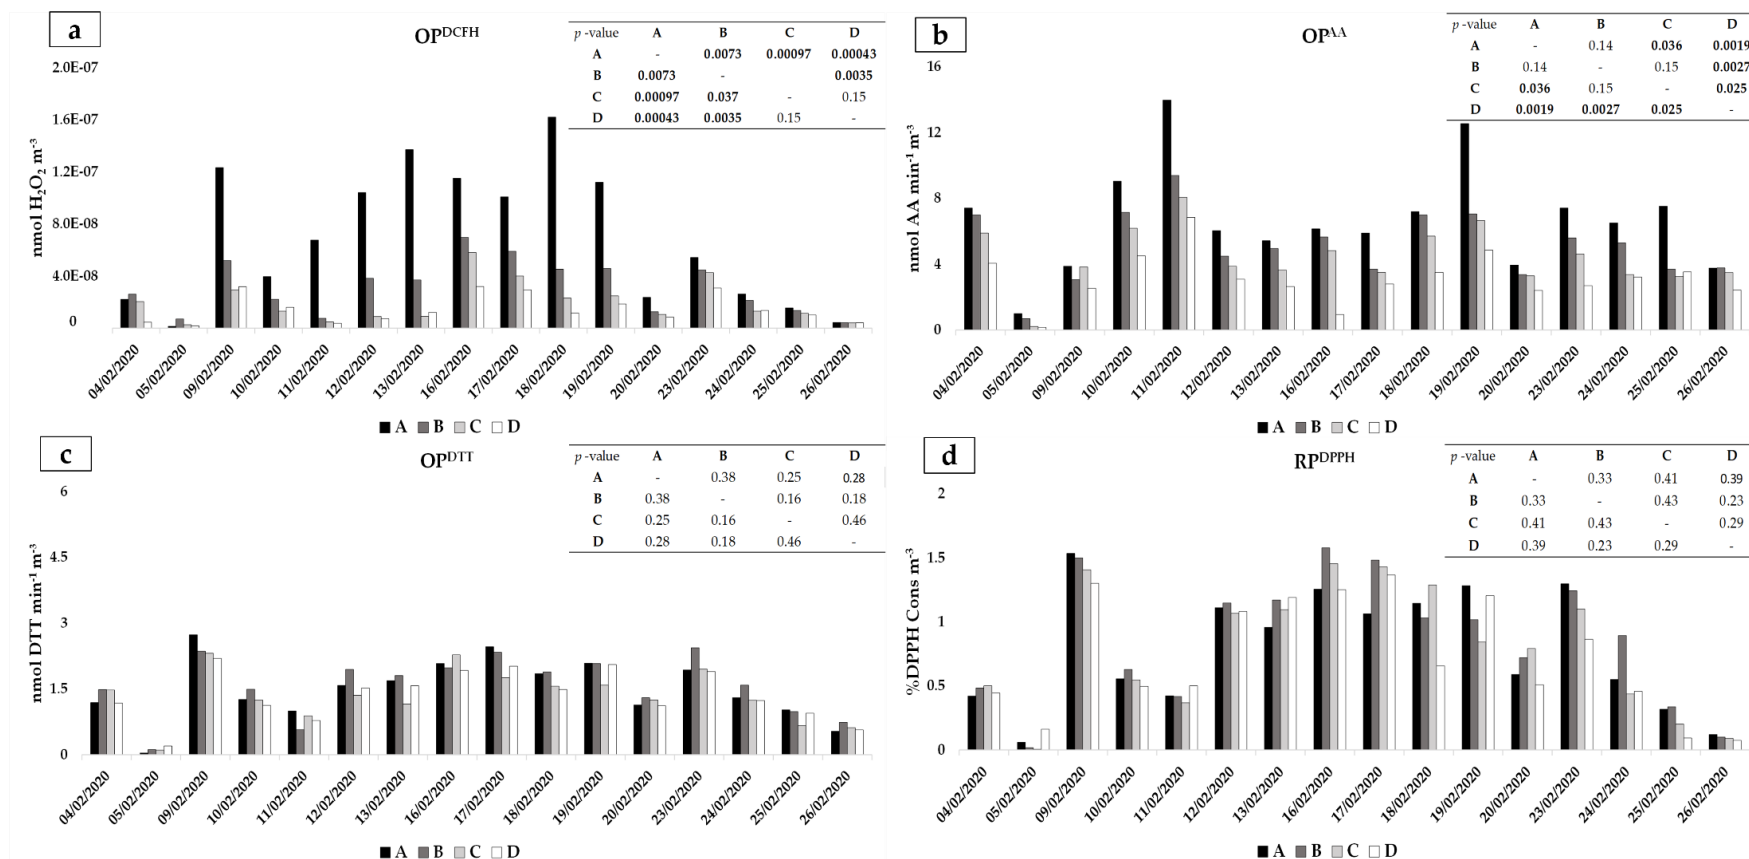 a
OP^DCFH
p -value A B C D
A - 0.0073 0.00097 0.00043
B 0.0073 - 0.0035
C 0.00097 0.037 - 0.15
D 0.00043 0.0035 0.15 -
nmol H₂O₂ m⁻³
2.0E-07
1.6E-07
1.2E-07
8.0E-08
4.0E-08
0
04/02/2020 05/02/2020 09/02/2020 10/02/2020 11/02/2020 12/02/2020 13/02/2020 16/02/2020 17/02/2020 18/02/2020 19/02/2020 20/02/2020 23/02/2020 24/02/2020 25/02/2020 26/02/2020
A B C D
b
OP^AA
p -value A B C D
A - 0.14 0.036 0.0019
B 0.14 - 0.15 0.0027
C 0.036 0.15 - 0.025
D 0.0019 0.0027 0.025 -
nmol AA min⁻¹ m⁻³
16
12
8
4
0
04/02/2020 05/02/2020 09/02/2020 10/02/2020 11/02/2020 12/02/2020 13/02/2020 16/02/2020 17/02/2020 18/02/2020 19/02/2020 20/02/2020 23/02/2020 24/02/2020 25/02/2020 26/02/2020
A B C D
c
OP^DTT
p -value A B C D
A - 0.38 0.25 0.28
B 0.38 - 0.16 0.18
C 0.25 0.16 - 0.46
D 0.28 0.18 0.46 -
nmol DTT min⁻¹ m⁻³
6
4.5
3
1.5
0
04/02/2020 05/02/2020 09/02/2020 10/02/2020 11/02/2020 12/02/2020 13/02/2020 16/02/2020 17/02/2020 18/02/2020 19/02/2020 20/02/2020 23/02/2020 24/02/2020 25/02/2020 26/02/2020
A B C D
d
RP^DPPH
p -value A B C D
A - 0.33 0.41 0.39
B 0.33 - 0.43 0.23
C 0.41 0.43 - 0.29
D 0.39 0.23 0.29 -
%DPPH Cons m⁻³
2
1.5
1
0.5
0
04/02/2020 05/02/2020 09/02/2020 10/02/2020 11/02/2020 12/02/2020 13/02/2020 16/02/2020 17/02/2020 18/02/2020 19/02/2020 20/02/2020 23/02/2020 24/02/2020 25/02/2020 26/02/2020
A B C D